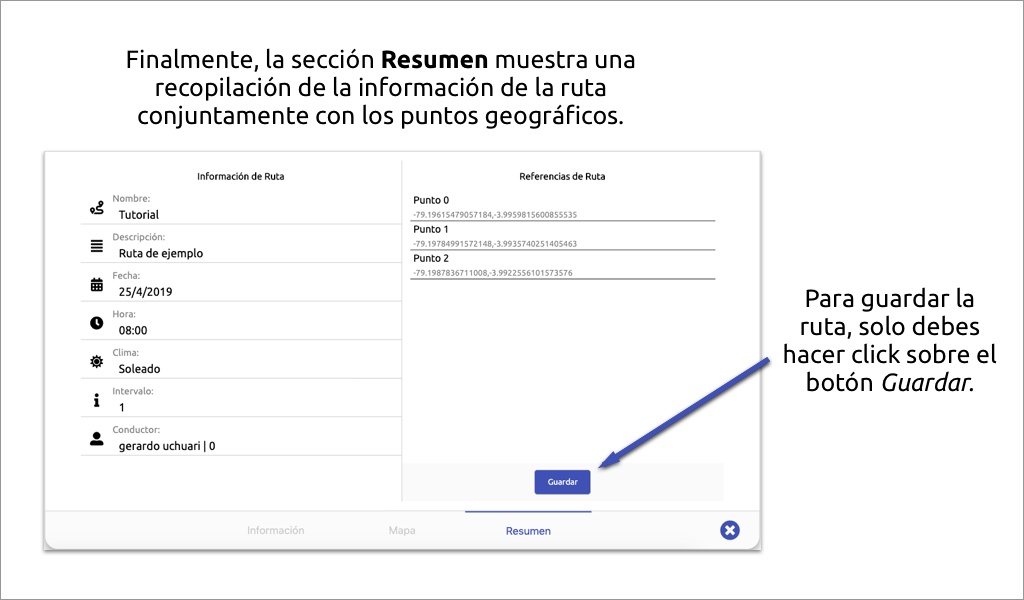 Finalmente, la sección Resumen muestra una
recopilación de la información de la ruta
conjuntamente con los puntos geográficos.
Información de Ruta
Nombre:
Tutorial
Descripción:
Ruta de ejemplo
Fecha:
25/4/2019
Hora:
08:00
Clima:
Soleado
Intervalo:
1
Conductor:
gerardo uchuari | 0
Referencias de Ruta
Punto 0
-79.19615479057184,-3.9959815600855535
Punto 1
-79.19784991572148,-3.9935740251405463
Punto 2
-79.1987836711008,-3.9922556101573576
Guardar
Información Mapa Resumen
Para guardar la
ruta, solo debes
hacer click sobre el
botón Guardar.